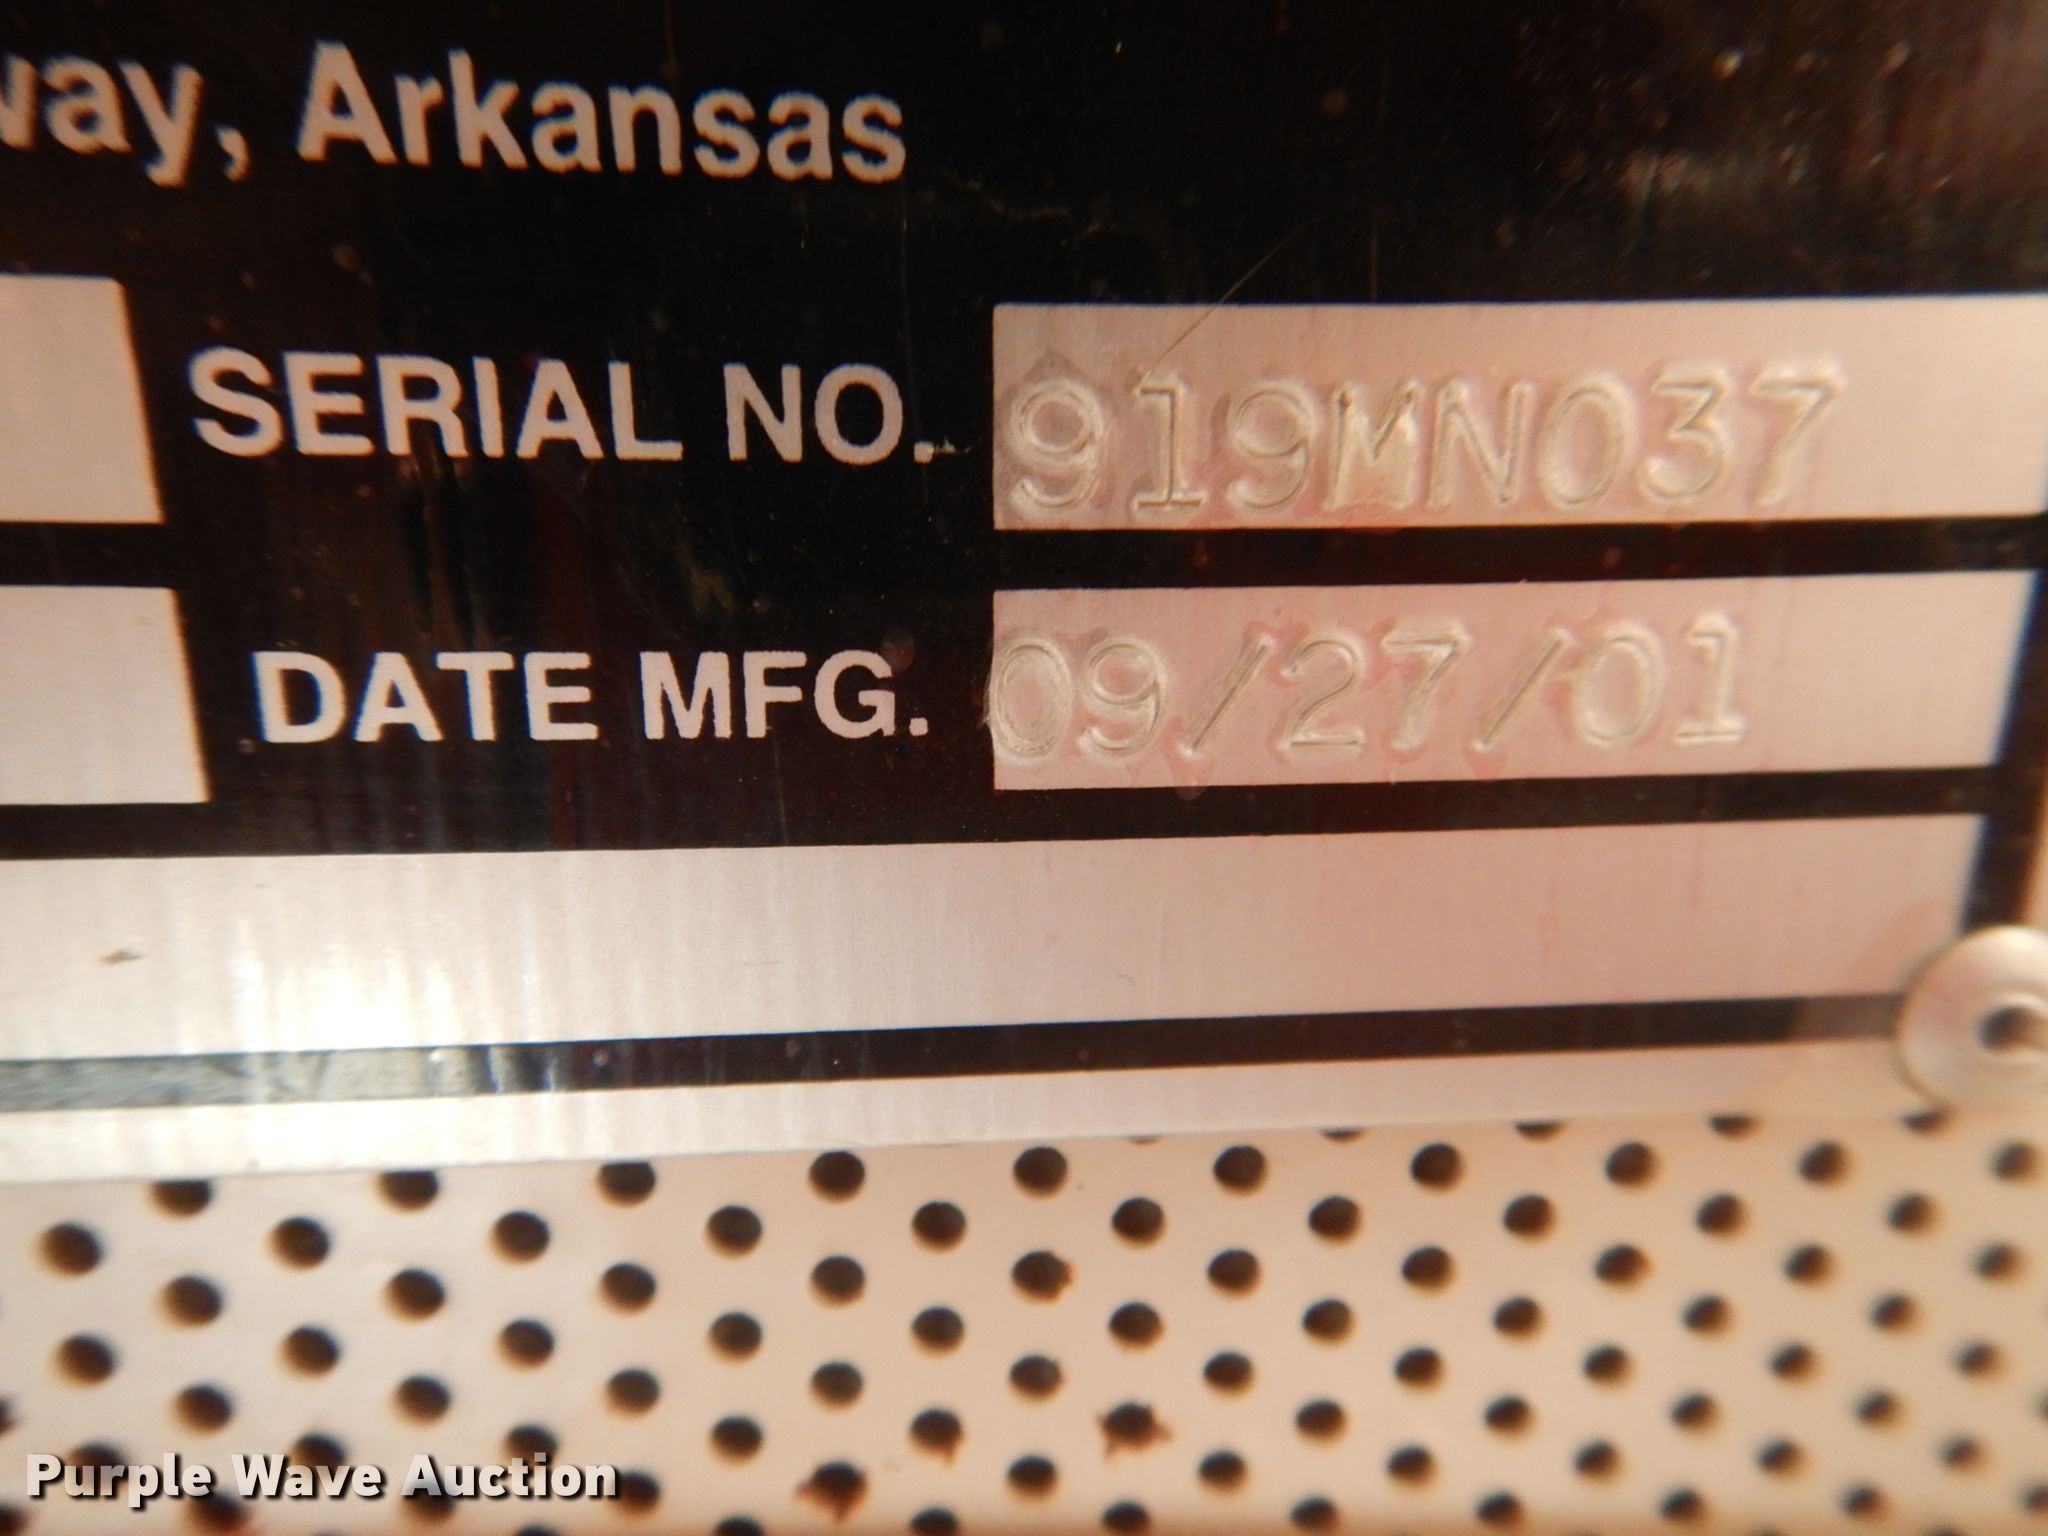 way, Arkansas
SERIAL NO. 919MN037
DATE MFG. 09/27/01
Purple Wave Auction